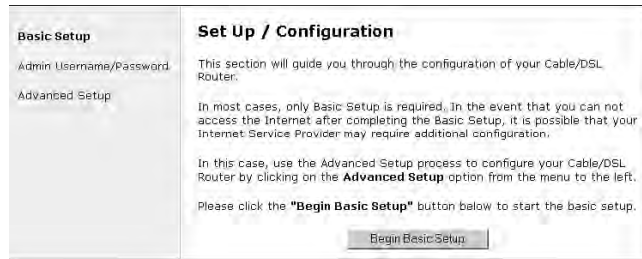 Basic Setup
Admin Username/Password
Advanced Setup
Set Up / Configuration
This section will guide you through the configuration of your Cable/DSL
Router.
In most cases, only Basic Setup is required. In the event that you can not
access the Internet after completing the Basic Setup, it is possible that your
Internet Service Provider may require additional configuration.
In this case, use the Advanced Setup process to configure your Cable/DSL
Router by clicking on the Advanced Setup option from the menu to the left.
Please click the "Begin Basic Setup" button below to start the basic setup.
Begin Basic Setup